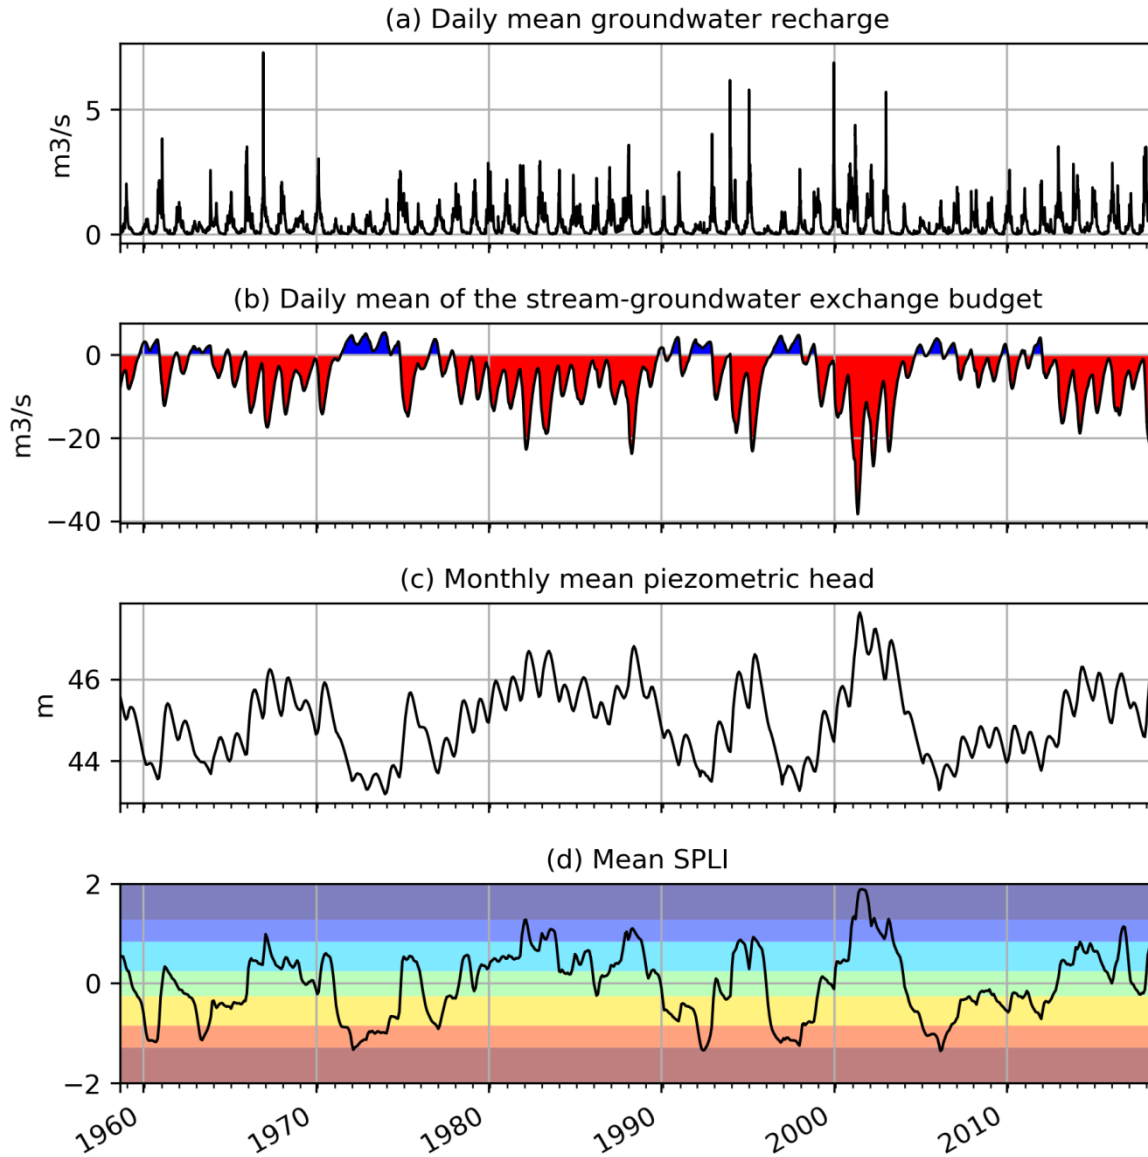 (a) Daily mean groundwater recharge
5
0
m3/s
(b) Daily mean of the stream-groundwater exchange budget
0
−20
−40
m3/s
(c) Monthly mean piezometric head
46
44
m
(d) Mean SPLI
2
0
−2
1960 1970 1980 1990 2000 2010